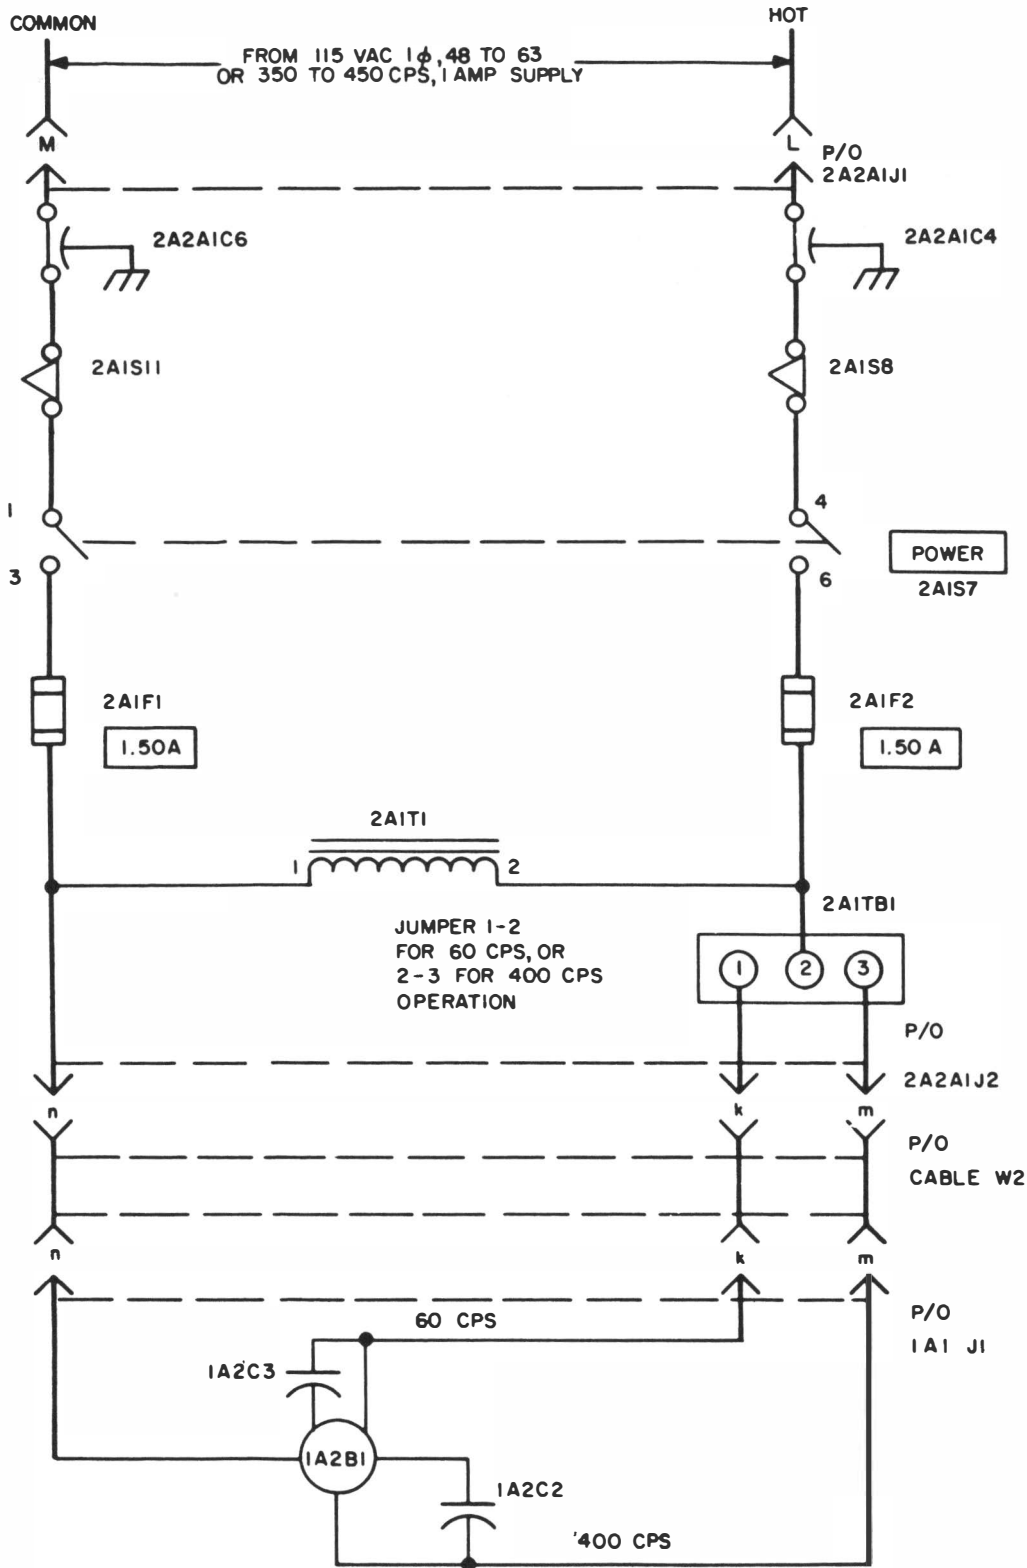 COMMON
HOT
FROM 115 VAC 1ϕ, 48 TO 63
OR 350 TO 450 CPS, 1 AMP SUPPLY
M
L
P/O
2A2A1J1
2A2A1C6
2A2A1C4
2A1S11
2A1S8
1
4
3
6
POWER
2A1S7
2A1F1
1.50A
2A1F2
1.50 A
2A1T1
1
2
2A1TB1
JUMPER 1-2
FOR 60 CPS, OR
2-3 FOR 400 CPS
OPERATION
1
2
3
P/O
2A2A1J2
n
k
m
P/O
CABLE W2
n
k
m
P/O
1A1 J1
60 CPS
1A2C3
1A2B1
1A2C2
400 CPS